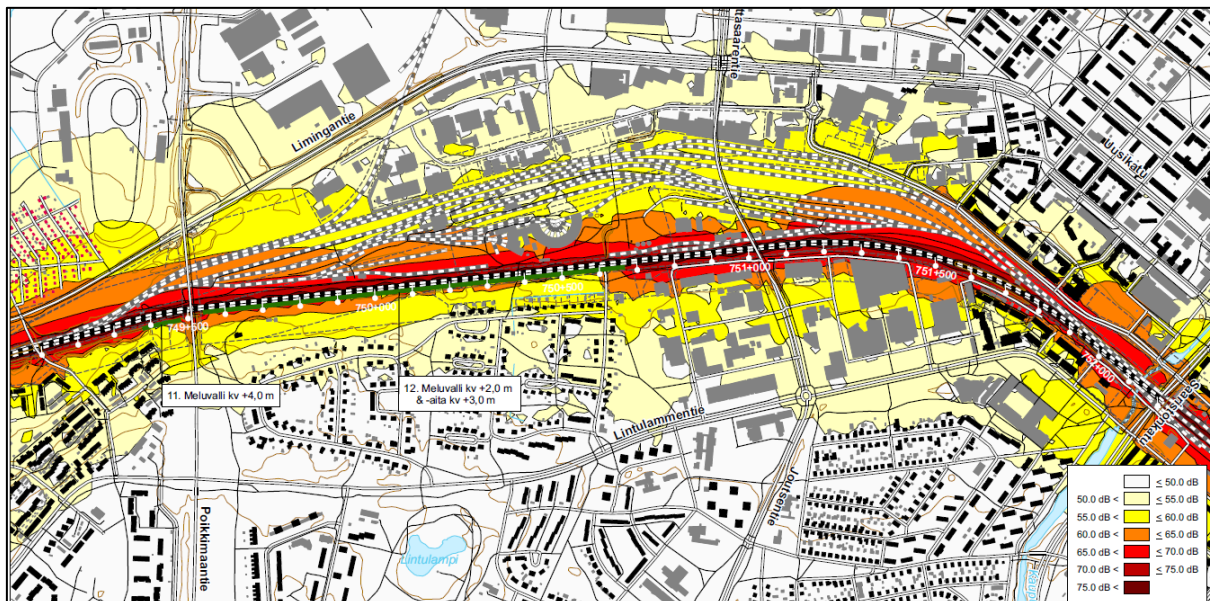 ttasaarentie
Limingantie
Uusikatu
749+500
750+000
750+500
751+000
751+500
752+000
11. Meluvalli kv +4,0 m
12. Meluvalli kv +2,0 m
& -aita kv +3,0 m
Lintulammentie
Joutsentie
Poikkimaantie
Lintulampi
≤ 50.0 dB
50.0 dB < ≤ 55.0 dB
55.0 dB < ≤ 60.0 dB
60.0 dB < ≤ 65.0 dB
65.0 dB < ≤ 70.0 dB
70.0 dB < ≤ 75.0 dB
75.0 dB <